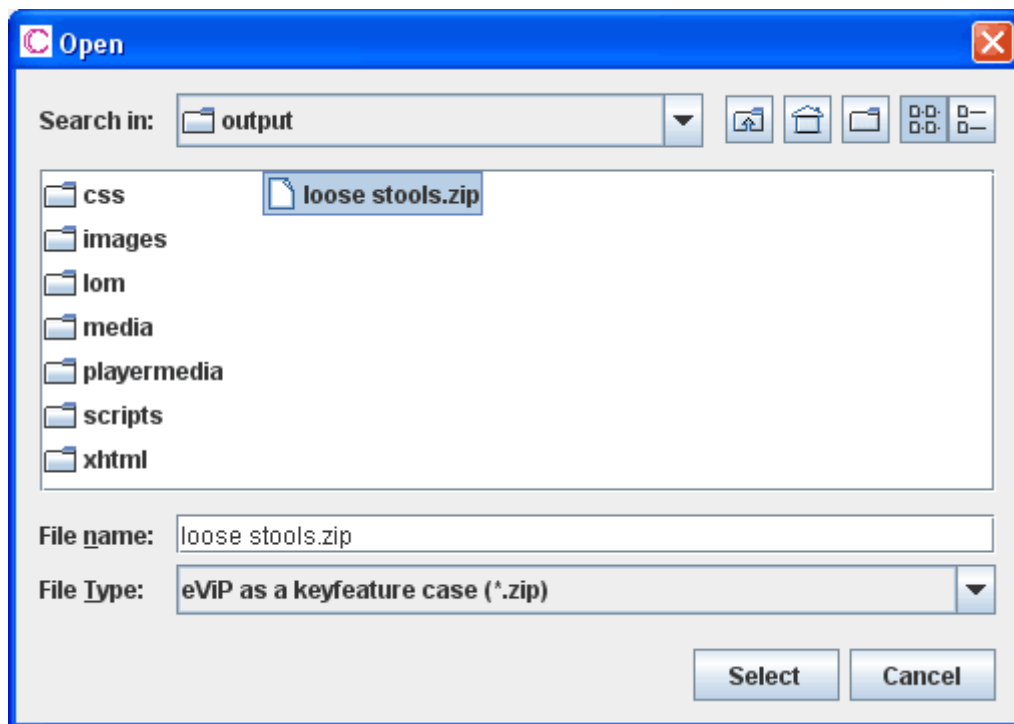 Open
Search in: output
css loose stools.zip
images
lom
media
playermedia
scripts
xhtml
File name: loose stools.zip
File Type: eViP as a keyfeature case (*.zip)
Select Cancel